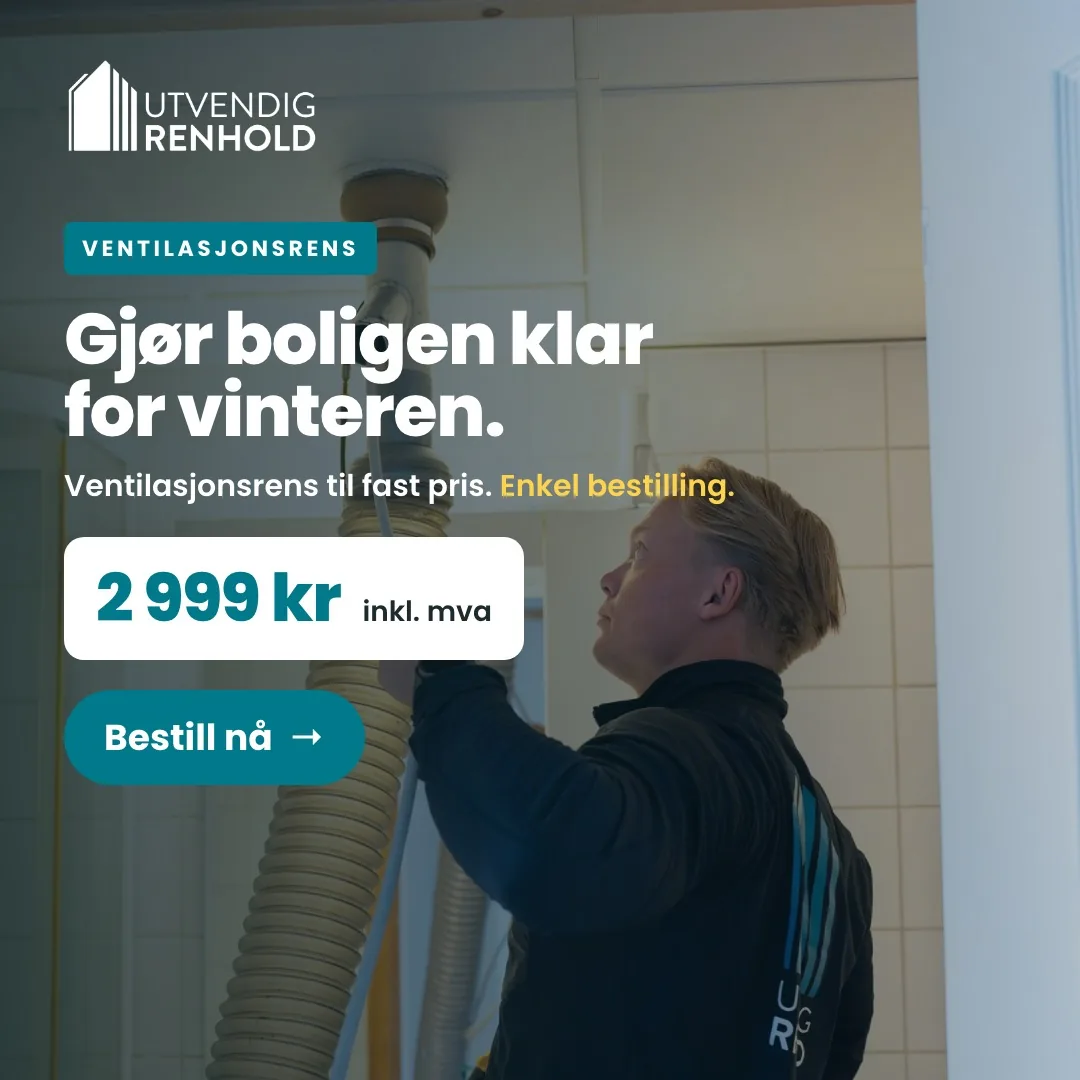 UTVENDIG
RENHOLD
VENTILASJONSRENS
Gjør boligen klar
for vinteren.
Ventilasjonsrens til fast pris. Enkel bestilling.
2 999 kr inkl. mva
Bestill nå →